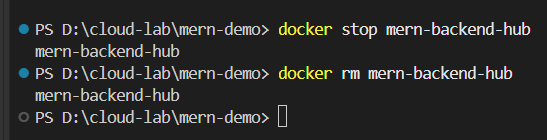 PS D:\cloud-lab\mern-demo> docker stop mern-backend-hub
mern-backend-hub
PS D:\cloud-lab\mern-demo> docker rm mern-backend-hub
mern-backend-hub
PS D:\cloud-lab\mern-demo>